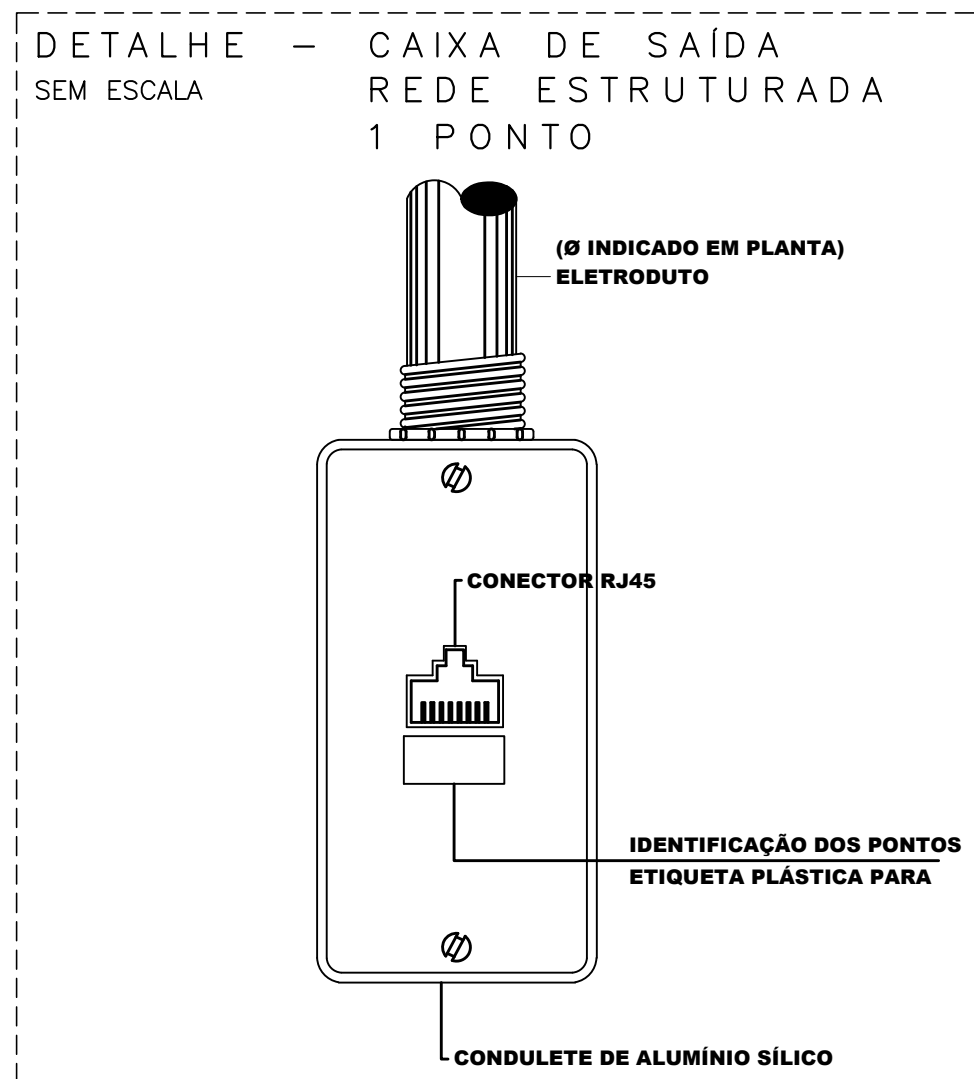 DETALHE - CAIXA DE SAÍDA
SEM ESCALA REDE ESTRUTURADA
1 PONTO
(Ø INDICADO EM PLANTA)
ELETRODUTO
CONECTOR RJ45
IDENTIFICAÇÃO DOS PONTOS
ETIQUETA PLÁSTICA PARA
CONDULETE DE ALUMÍNIO SÍLICO